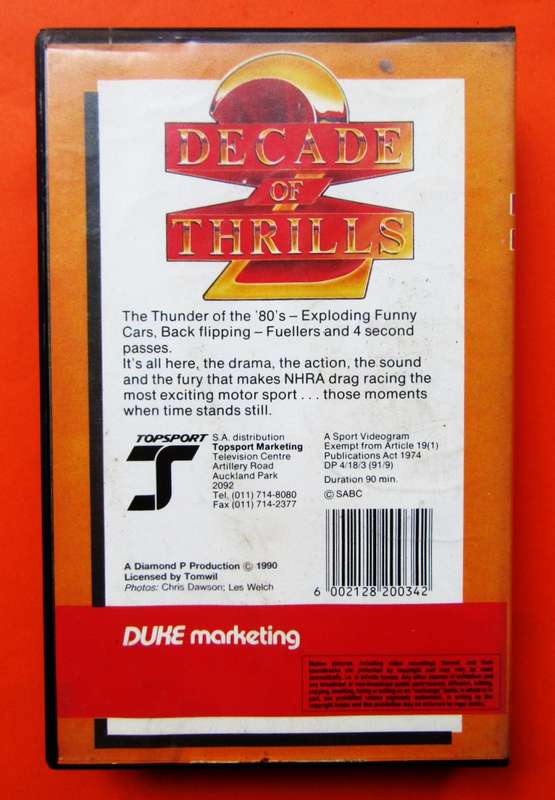 2
DECADE
OF
THRILLS
The Thunder of the '80's – Exploding Funny
Cars, Back flipping – Fuellers and 4 second
passes.
It's all here, the drama, the action, the sound
and the fury that makes NHRA drag racing the
most exciting motor sport . . . those moments
when time stands still.
TOPSPORT
S.A. distribution
Topsport Marketing
Television Centre
Artillery Road
Auckland Park
2092
Tel. (011) 714-8080
Fax (011) 714-2377
A Sport Videogram
Exempt from Article 19(1)
Publications Act 1974
DP 4/18/3 (91/9)
Duration 90 min.
© SABC
A Diamond P Production © 1990
Licensed by Tomwil
Photos: Chris Dawson; Les Welch
6 002128 200342
DUKE marketing